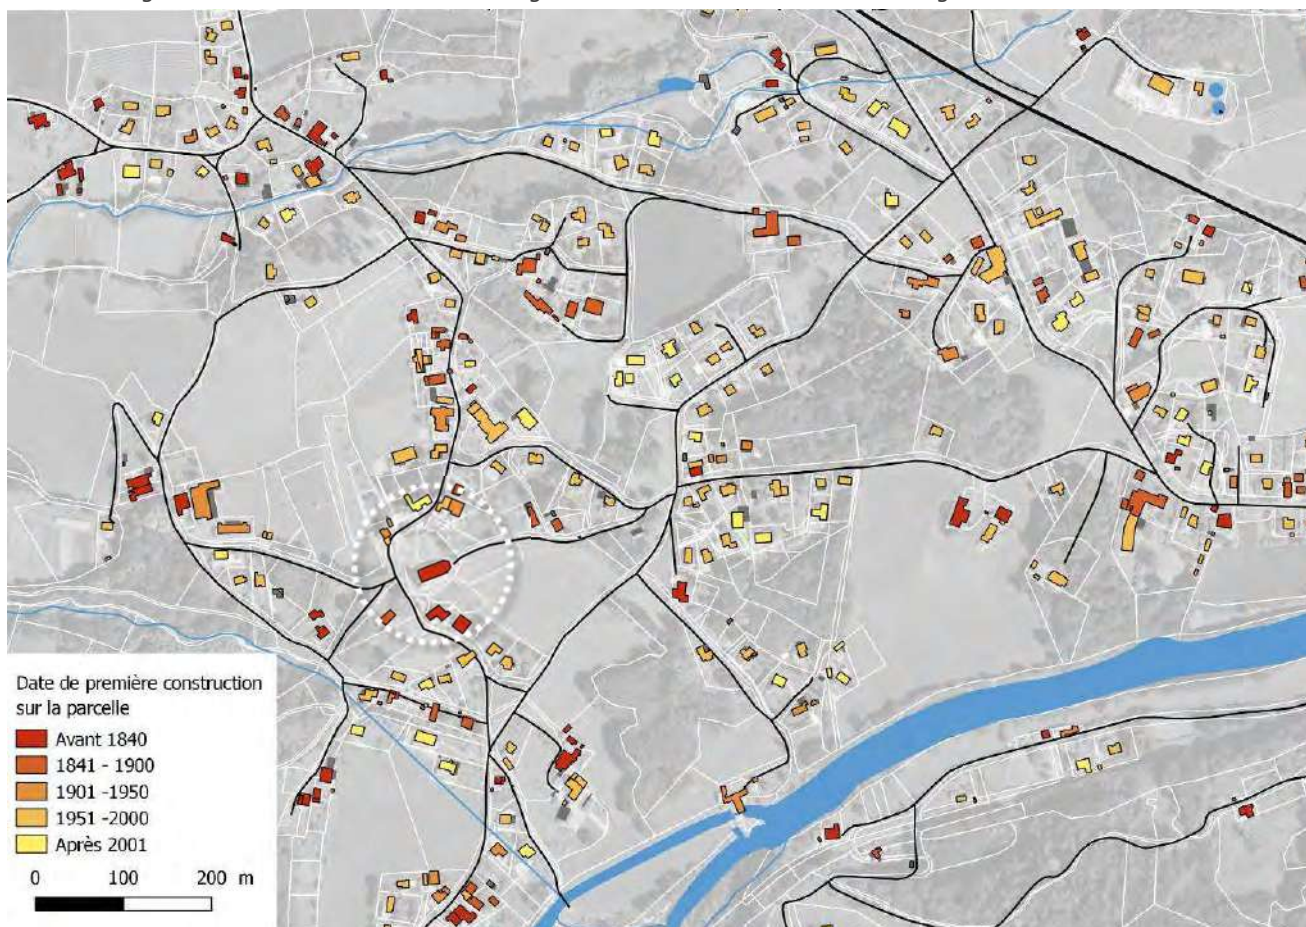 Date de première construction
sur la parcelle
Avant 1840
1841 - 1900
1901 -1950
1951 -2000
Après 2001
0 100 200 m